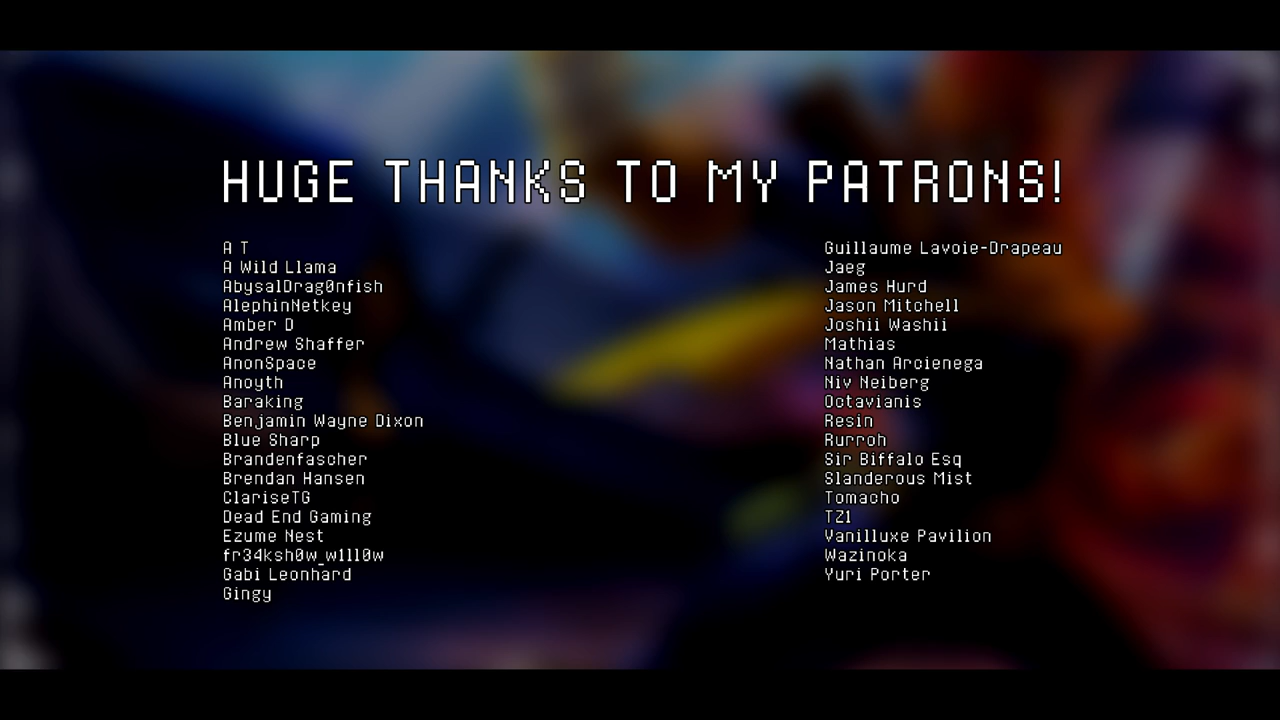 HUGE THANKS TO MY PATRONS!
A T
A Wild Llama
AbysalDrag0nfish
AlephinNetkey
Amber D
Andrew Shaffer
AnonSpace
Anoyth
Baraking
Benjamin Wayne Dixon
Blue Sharp
Brandenfascher
Brendan Hansen
ClariseTG
Dead End Gaming
Ezume Nest
fr34ksh0w_w1ll0w
Gabi Leonhard
Gingy
Guillaume Lavoie-Drapeau
Jaeg
James Hurd
Jason Mitchell
Joshii Washii
Mathias
Nathan Arcienega
Niv Neiberg
Octavianis
Resin
Rurroh
Sir Biffalo Esq
Slanderous Mist
Tomacho
TZ1
Vanilluxe Pavilion
Wazinoka
Yuri Porter